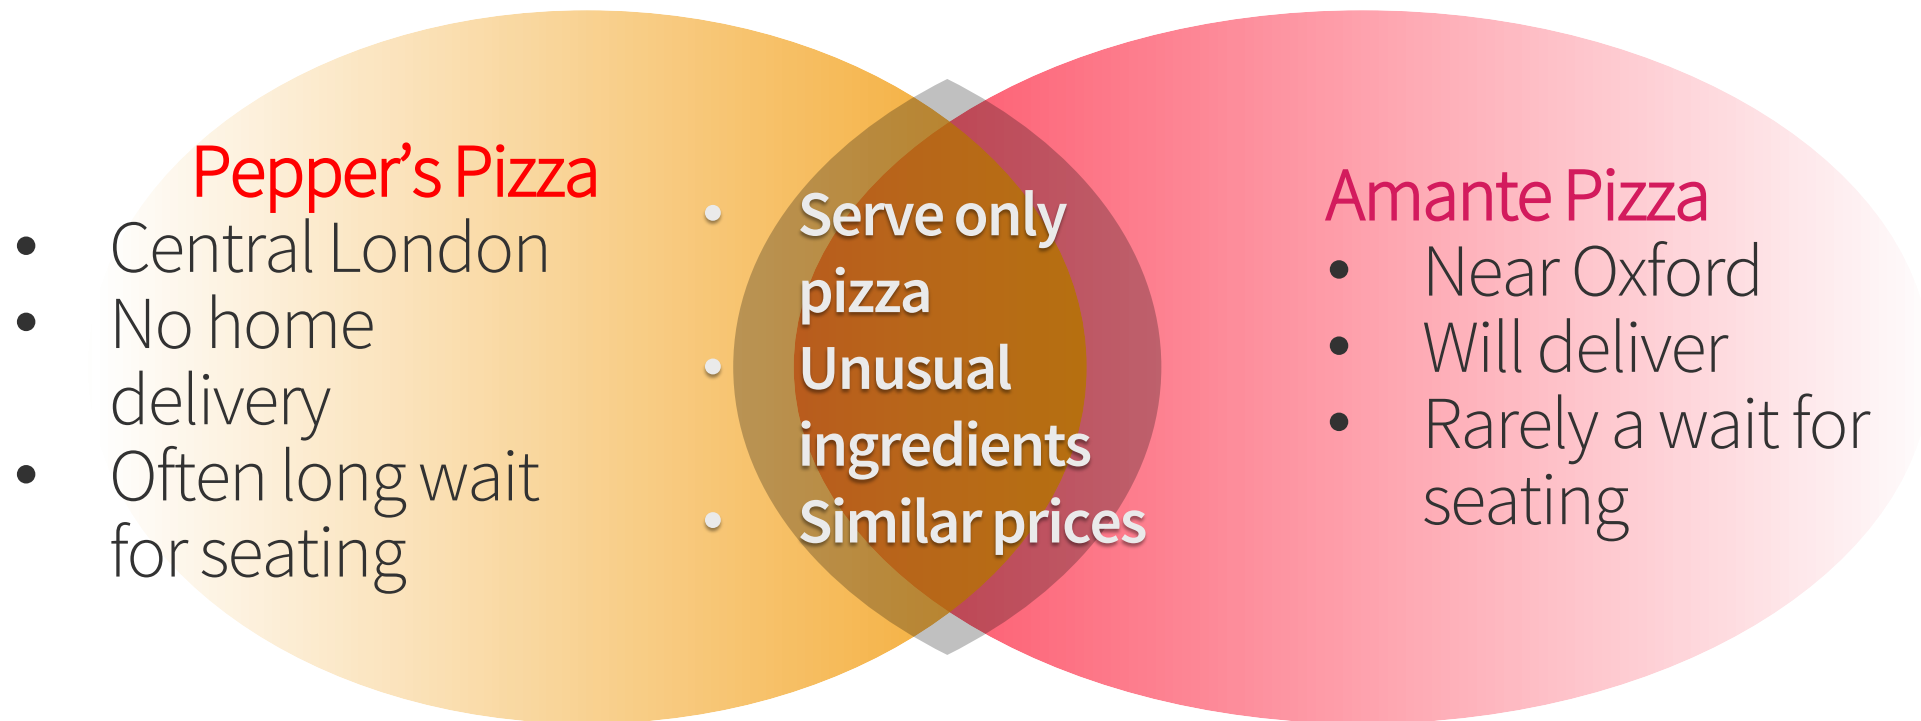 Pepper’s Pizza
• Central London
• No home
delivery
• Often long wait
for seating
• Serve only
pizza
• Unusual
ingredients
• Similar prices
Amante Pizza
• Near Oxford
• Will deliver
• Rarely a wait for
seating